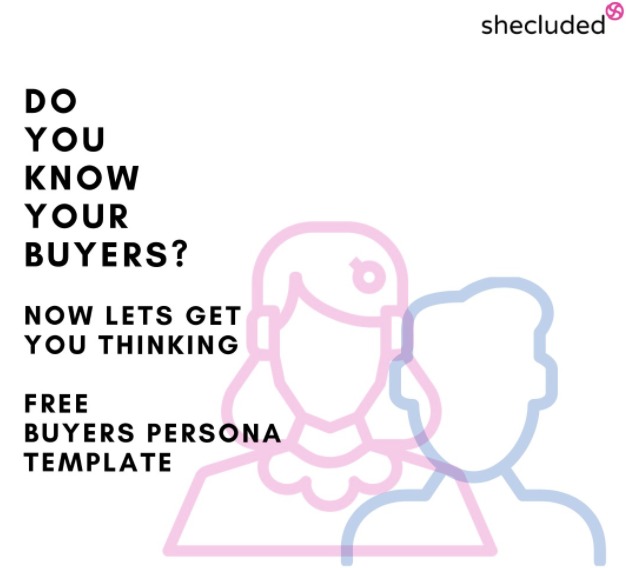 shecluded
DO
YOU
KNOW
YOUR
BUYERS?
NOW LETS GET
YOU THINKING
FREE
BUYERS PERSONA
TEMPLATE